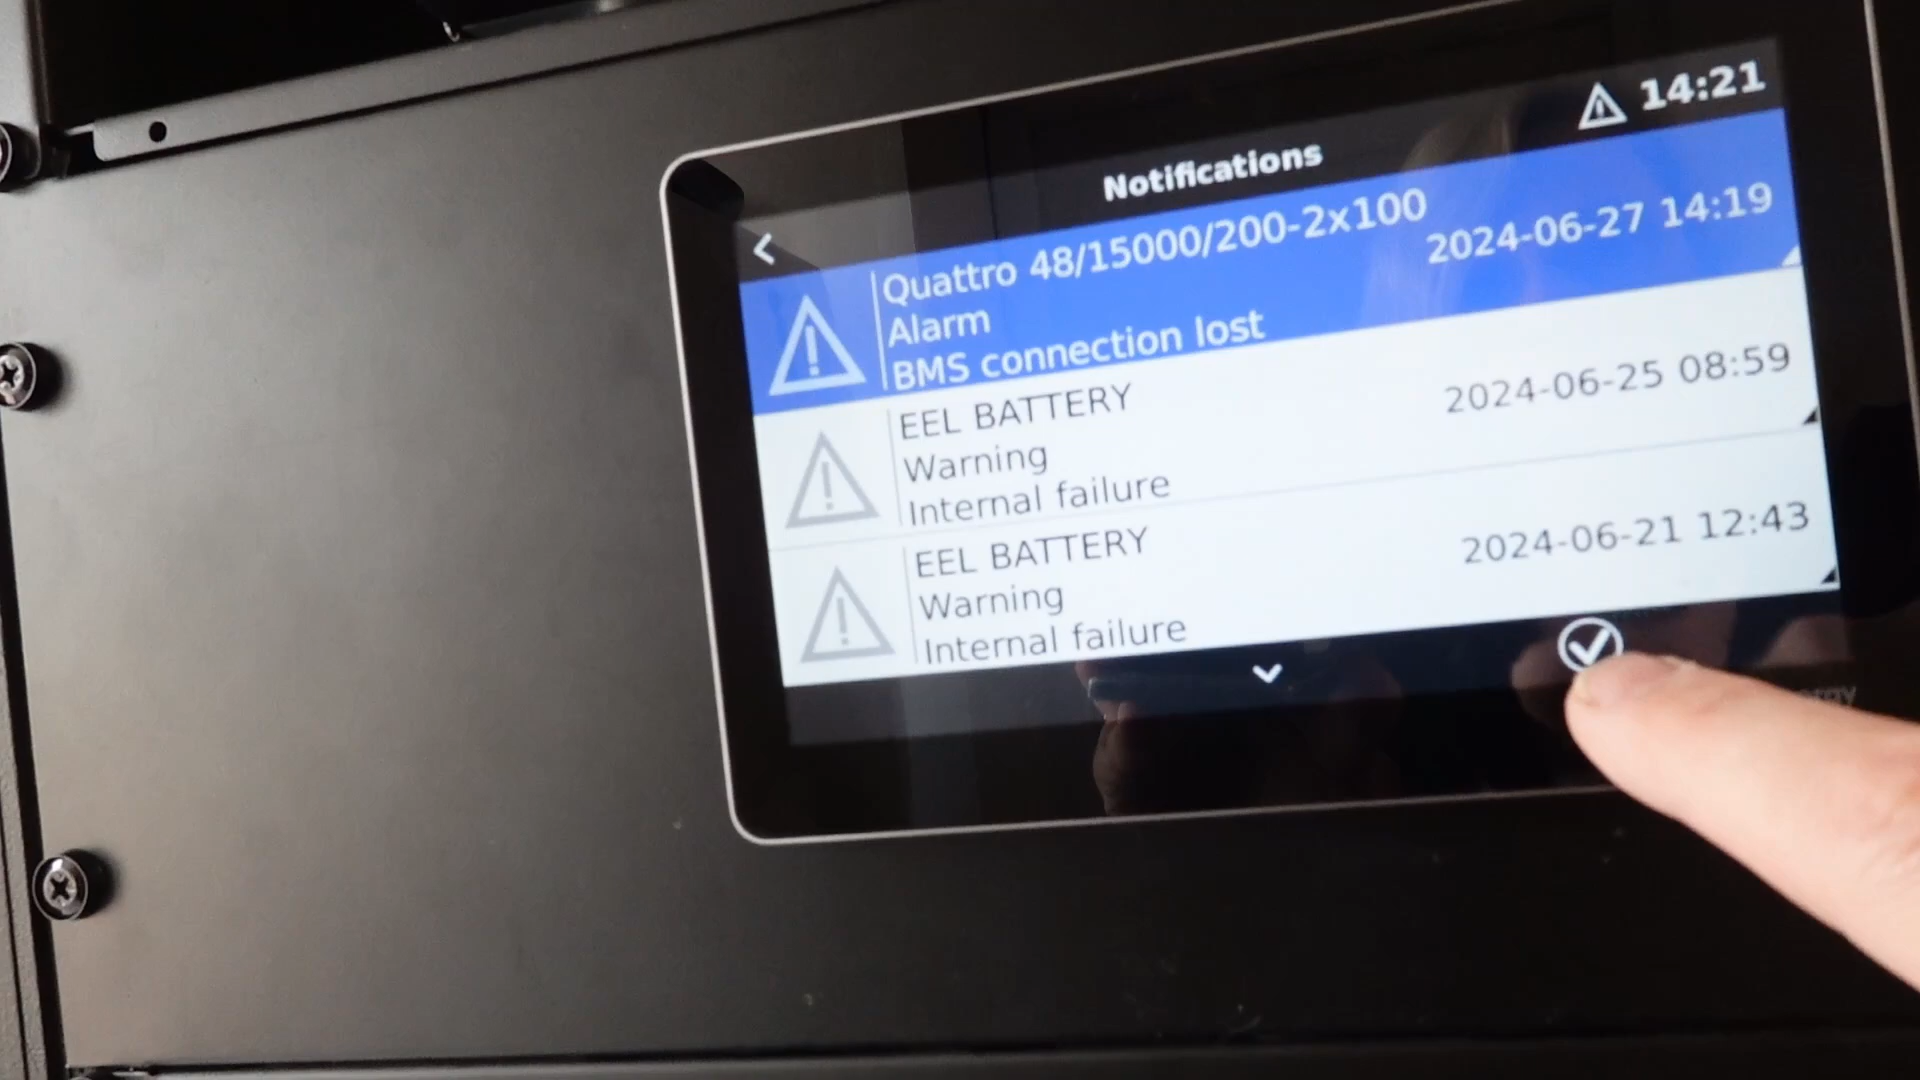 14:21
Notifications
Quattro 48/15000/200-2x100
2024-06-27 14:19
Alarm
BMS connection lost
EEL BATTERY
2024-06-25 08:59
Warning
Internal failure
EEL BATTERY
2024-06-21 12:43
Warning
Internal failure